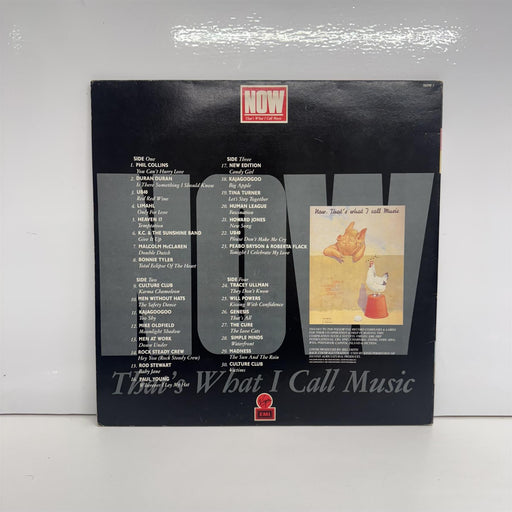 NOW
That's What I Call Music
SIDE One
1. PHIL COLLINS
You Can't Hurry Love
2. DURAN DURAN
Is There Something I Should Know
3. UB40
Red Red Wine
4. LIMAHL
Only For Love
5. HEAVEN 17
Temptation
6. K.C. & THE SUNSHINE BAND
Give It Up
7. MALCOLM McLAREN
Double Dutch
8. BONNIE TYLER
Total Eclipse Of The Heart
SIDE Two
9. CULTURE CLUB
Karma Chameleon
10. MEN WITHOUT HATS
The Safety Dance
11. KAJAGOOGOO
Too Shy
12. MIKE OLDFIELD
Moonlight Shadow
13. MEN AT WORK
Down Under
14. ROCK STEADY CREW
Hey You (Rock Steady Crew)
15. ROD STEWART
Baby Jane
16. PAUL YOUNG
Wherever I Lay My Hat
SIDE Three
17. NEW EDITION
Candy Girl
18. KAJAGOOGOO
Big Apple
19. TINA TURNER
Let's Stay Together
20. HUMAN LEAGUE
Fascination
21. HOWARD JONES
New Song
22. UB40
Please Don't Make Me Cry
23. PEABO BRYSON & ROBERTA FLACK
Tonight I Celebrate My Love
SIDE Four
24. TRACEY ULLMAN
They Don't Know
25. WILL POWERS
Kissing With Confidence
26. GENESIS
That's All
27. THE CURE
The Love Cats
28. SIMPLE MINDS
Waterfront
29. MADNESS
The Sun And The Rain
30. CULTURE CLUB
Victims
Now. That's what I call Music
NOW
That's What I Call Music
Virgin
EMI